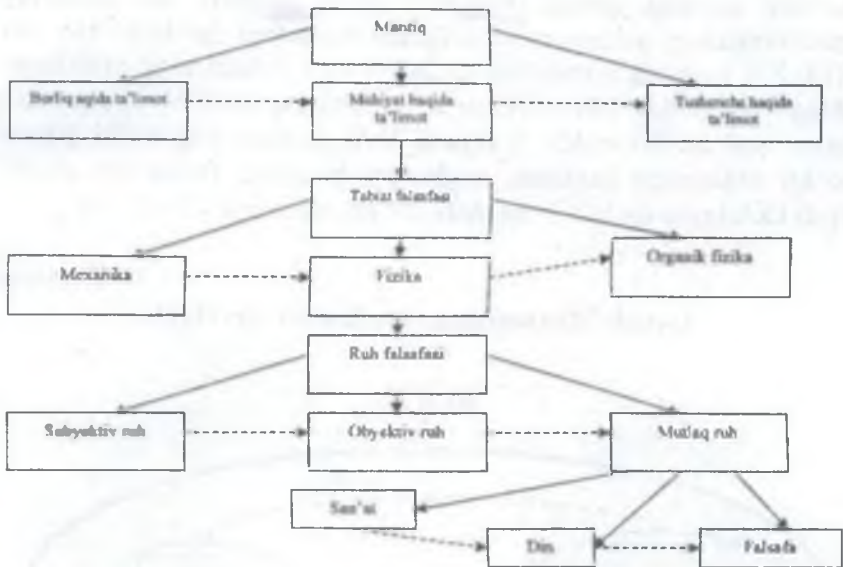 Mantiq
Borliq aqida ta'limot
Mohiyat haqida
ta'limot
Tushuncha haqida
ta'limot
Tabiat falsafasi
Mexanika
Fizika
Organik fizika
Ruh falsafasi
Subyektiv ruh
Obyektiv ruh
Mutlaq ruh
San'at
Din
Falsafa